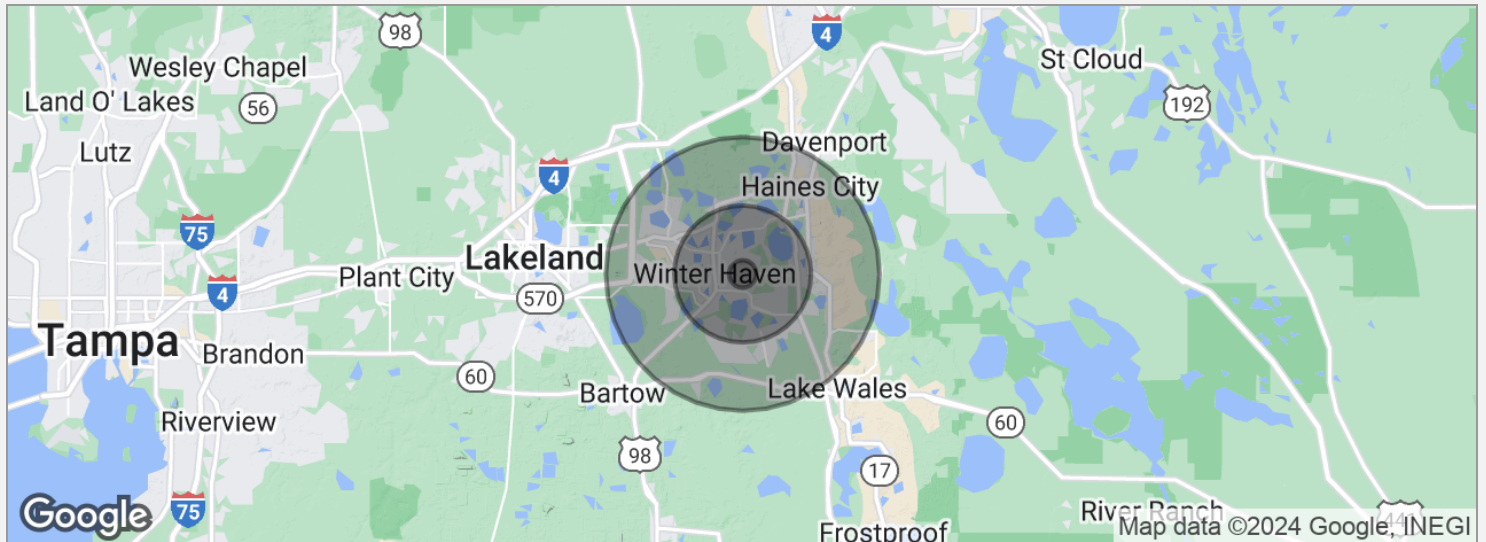 98
4
Wesley Chapel
St Cloud
Land O' Lakes
56
192
Lutz
Davenport
4
Haines City
75
Lakeland
Winter Haven
Plant City
4
570
Tampa
Brandon
60
Bartow
Lake Wales
Riverview
60
98
17
75
Google
River Ranch
441
Frostproof
Map data ©2024 Google, INEGI